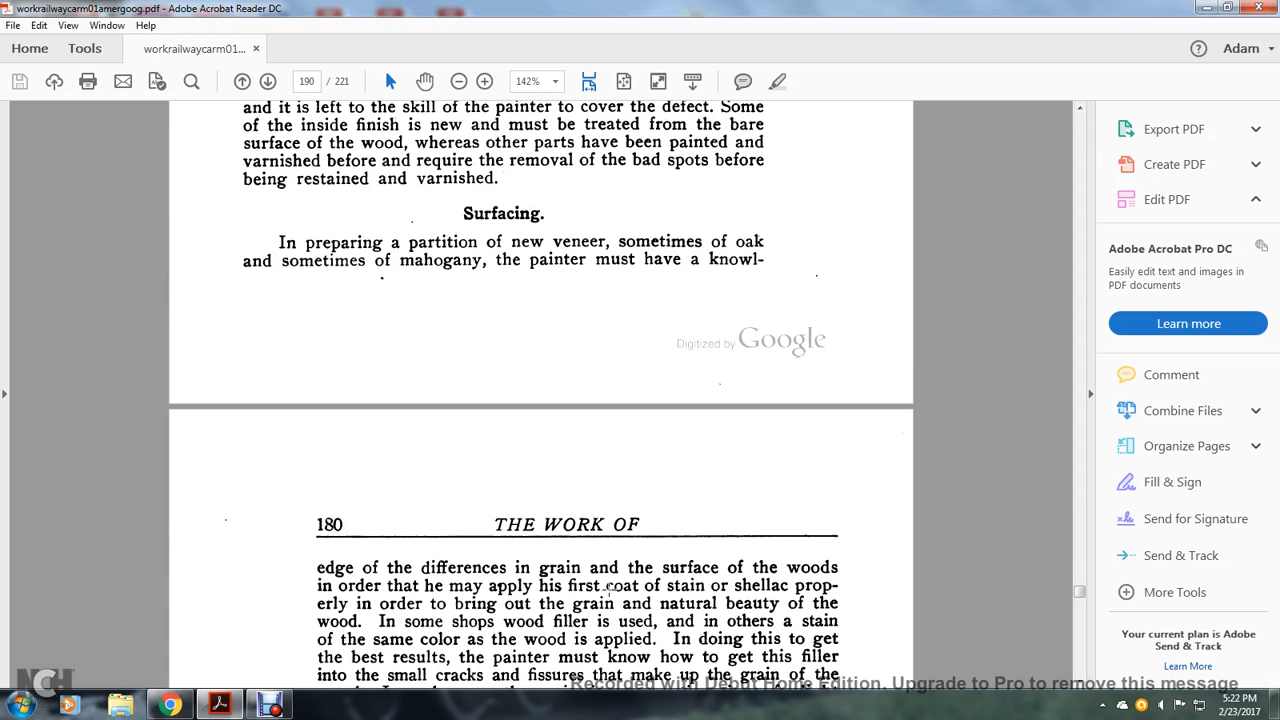 workrailwaycarm01amergoog.pdf - Adobe Acrobat Reader DC
File Edit View Window Help
Home Tools workrailwaycarm01... × Adam
190 / 221 142%
and it is left to the skill of the painter to cover the defect. Some
of the inside finish is new and must be treated from the bare
surface of the wood, whereas other parts have been painted and
varnished before and require the removal of the bad spots before
being restained and varnished.
Surfacing.
In preparing a partition of new veneer, sometimes of oak
and sometimes of mahogany, the painter must have a knowl-
Digitized by Google
180 THE WORK OF
edge of the differences in grain and the surface of the woods
in order that he may apply his first coat of stain or shellac prop-
erly in order to bring out the grain and natural beauty of the
wood. In some shops wood filler is used, and in others a stain
of the same color as the wood is applied. In doing this to get
the best results, the painter must know how to get this filler
into the small cracks and fissures that make up the grain of the
Export PDF
Create PDF
Edit PDF
Adobe Acrobat Pro DC
Easily edit text and images in
PDF documents
Learn more
Comment
Combine Files
Organize Pages
Fill & Sign
Send for Signature
Send & Track
More Tools
Your current plan is Adobe
Send & Track
Learn More
NCH
Recorded with Debut Home Edition. Upgrade to Pro to remove this message
5:22 PM
2/23/2017